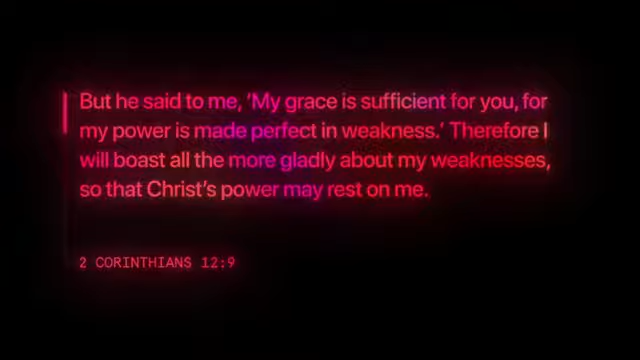 But he said to me, ‘My grace is sufficient for you, for
my power is made perfect in weakness.’ Therefore I
will boast all the more gladly about my weaknesses,
so that Christ’s power may rest on me.
2 CORINTHIANS 12:9